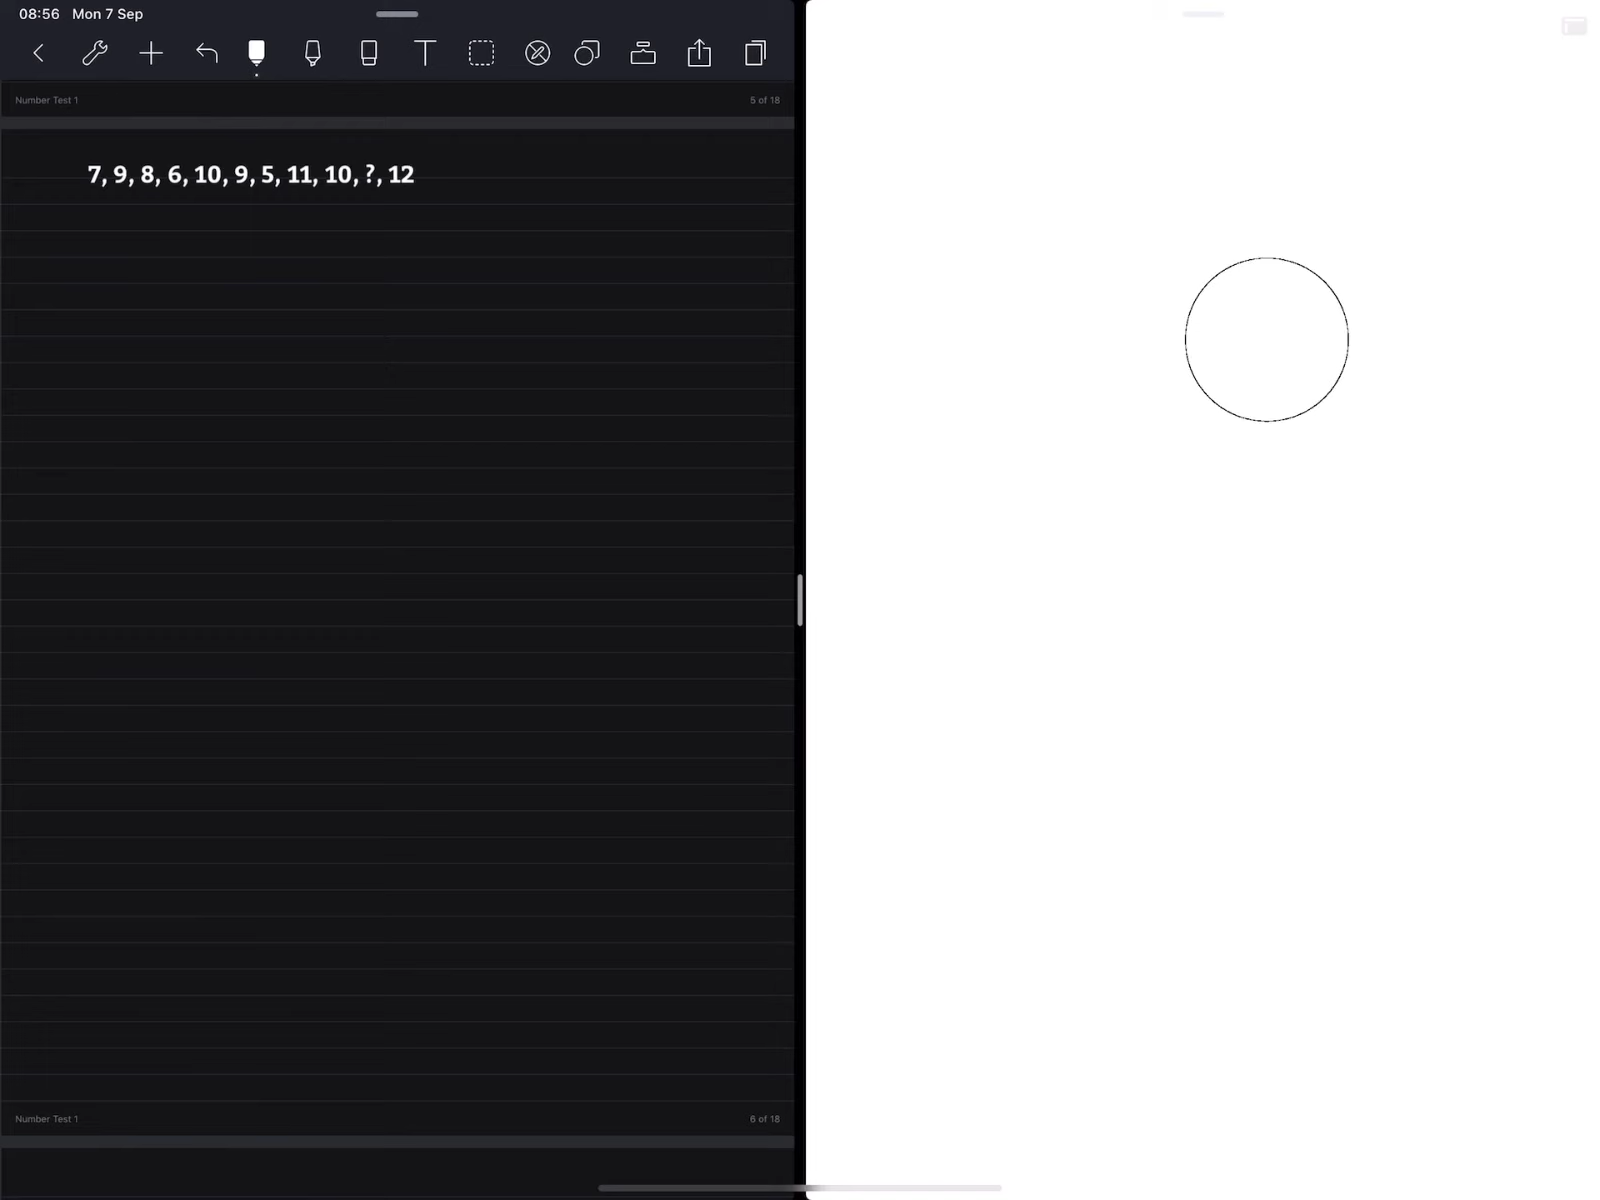 08:56 Mon 7 Sep
Number Test 1 5 of 18
7, 9, 8, 6, 10, 9, 5, 11, 10, ?, 12
Number Test 1 6 of 18